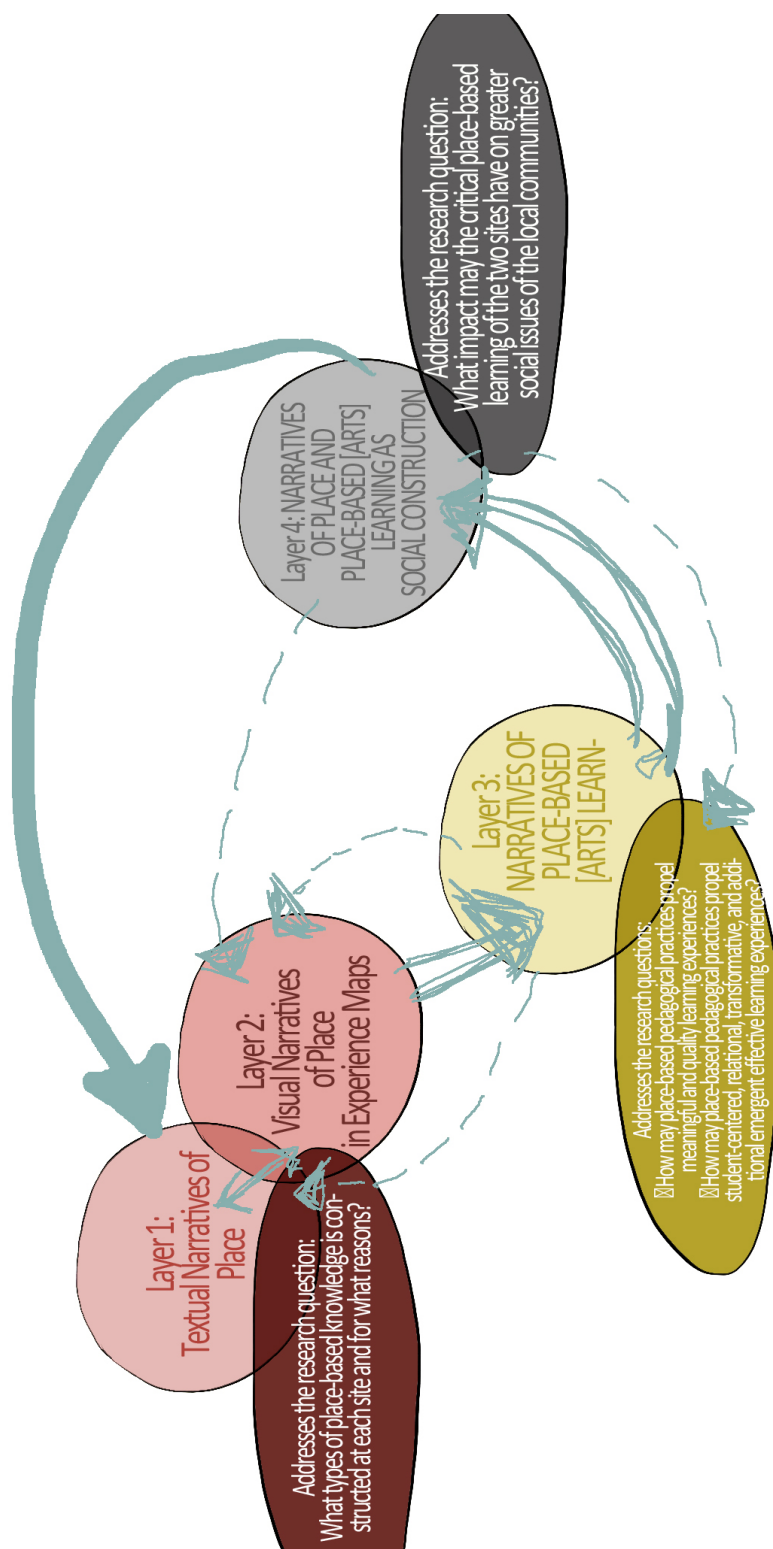 Layer 1:
Textual Narratives of
Place
Addresses the research question:
What types of place-based knowledge is con-
structed at each site and for what reasons?
Layer 2:
Visual Narratives
of Place
in Experience Maps
Layer 3:
NARRATIVES OF
PLACE-BASED
[ARTS] LEARN-
Addresses the research questions:
How may place-based pedagogical practices propel
meaningful and quality learning experiences?
How may place-based pedagogical practices propel
student-centered, relational, transformative, and addi-
tional emergent effective learning experiences?
Layer 4: NARRATIVES
OF PLACE AND
PLACE-BASED [ARTS]
LEARNING AS
SOCIAL CONSTRUCTION
Addresses the research question:
What impact may the critical place-based
learning of the two sites have on greater
social issues of the local communities?